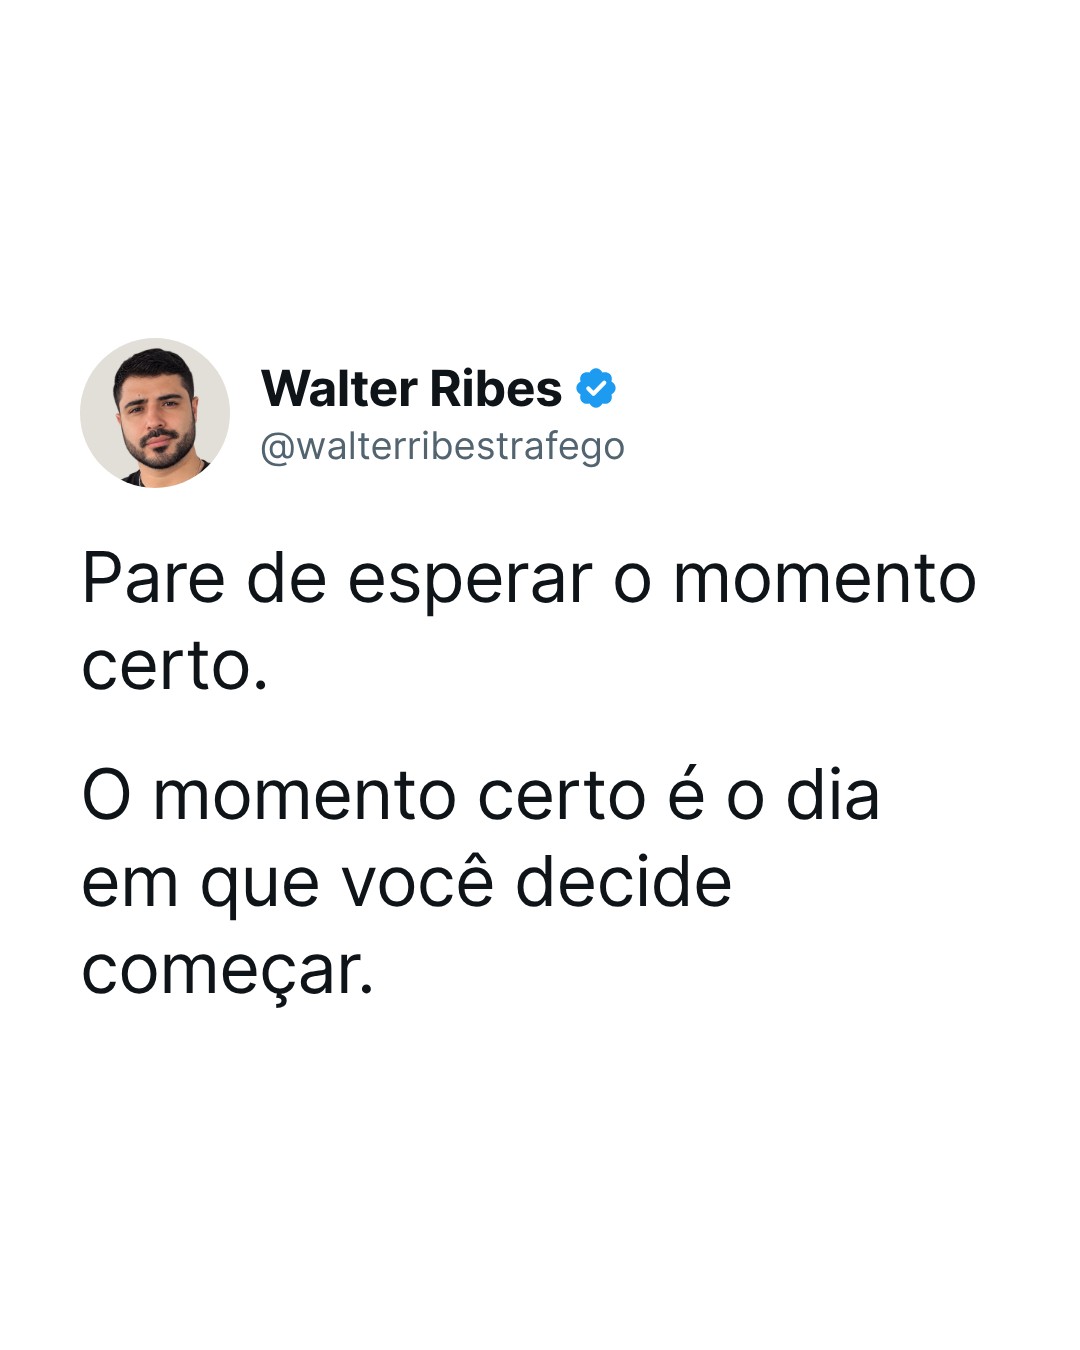 Walter Ribes
@walterribestrafego
Pare de esperar o momento
certo.
O momento certo é o dia
em que você decide
começar.